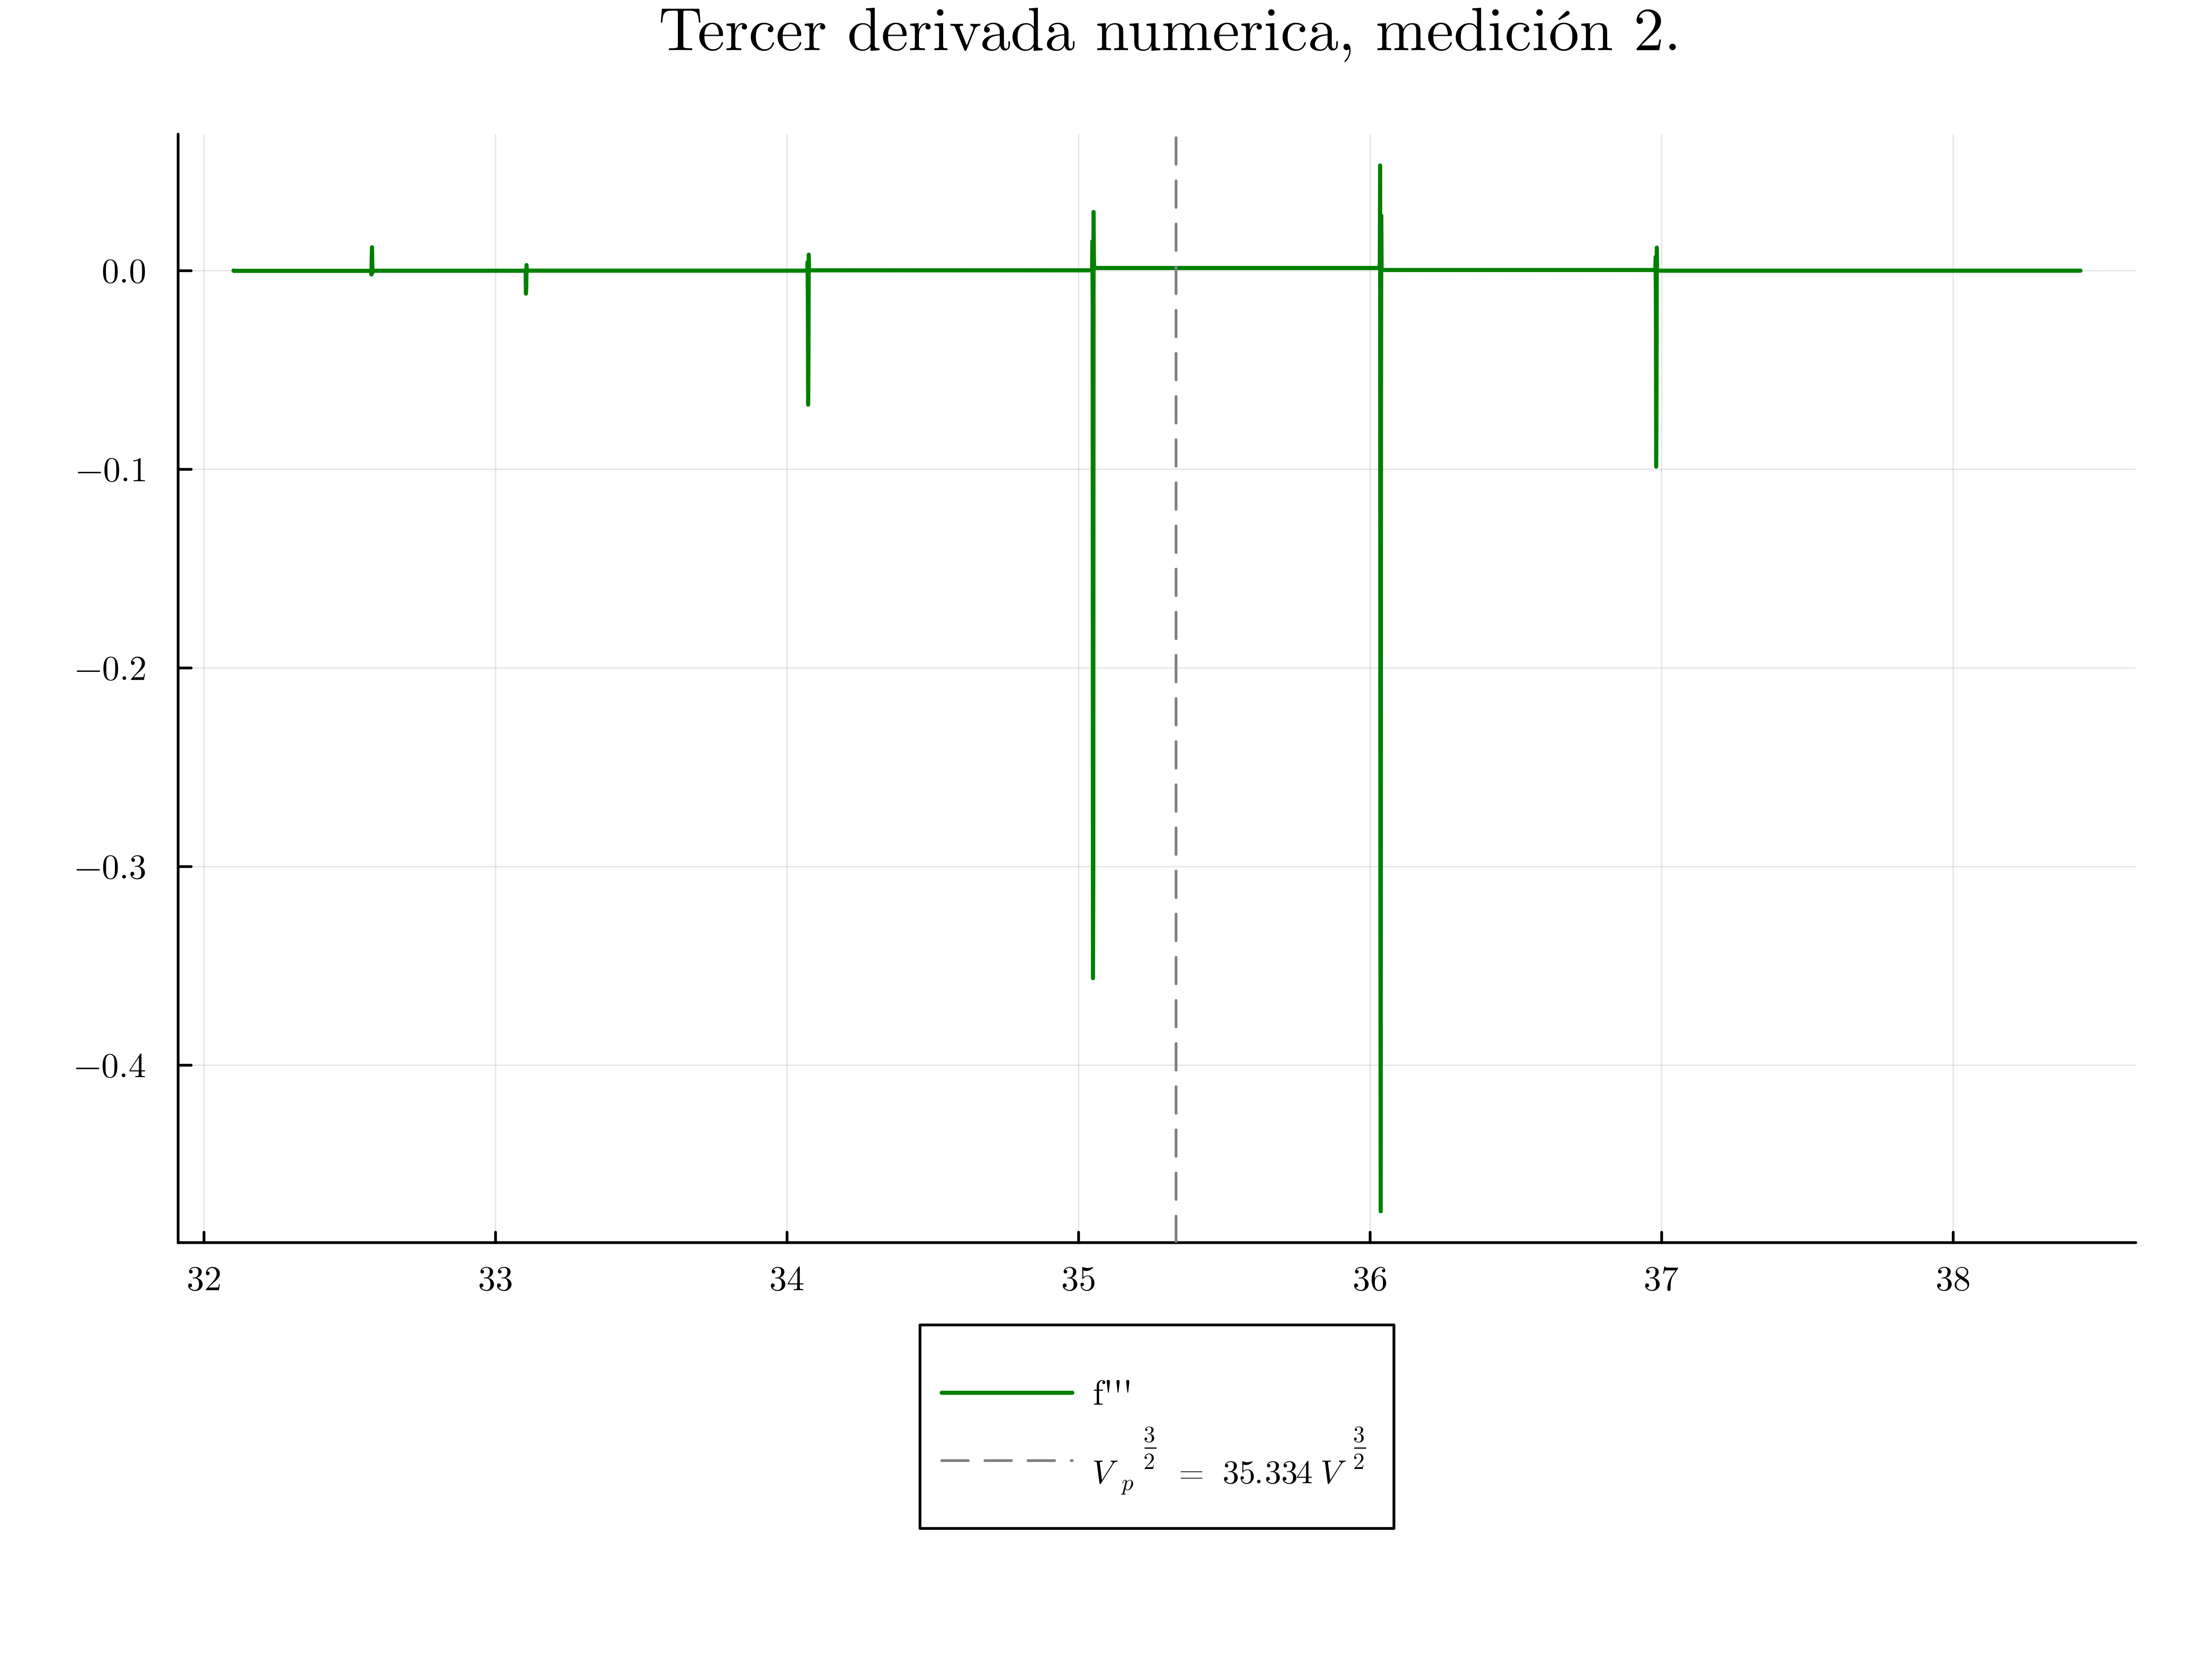 Tercer derivada numerica, medición 2.
0.0
−0.1
−0.2
−0.3
−0.4
32 33 34 35 36 37 38
f'''
V_p^{3/2} = 35.334 V^{3/2}